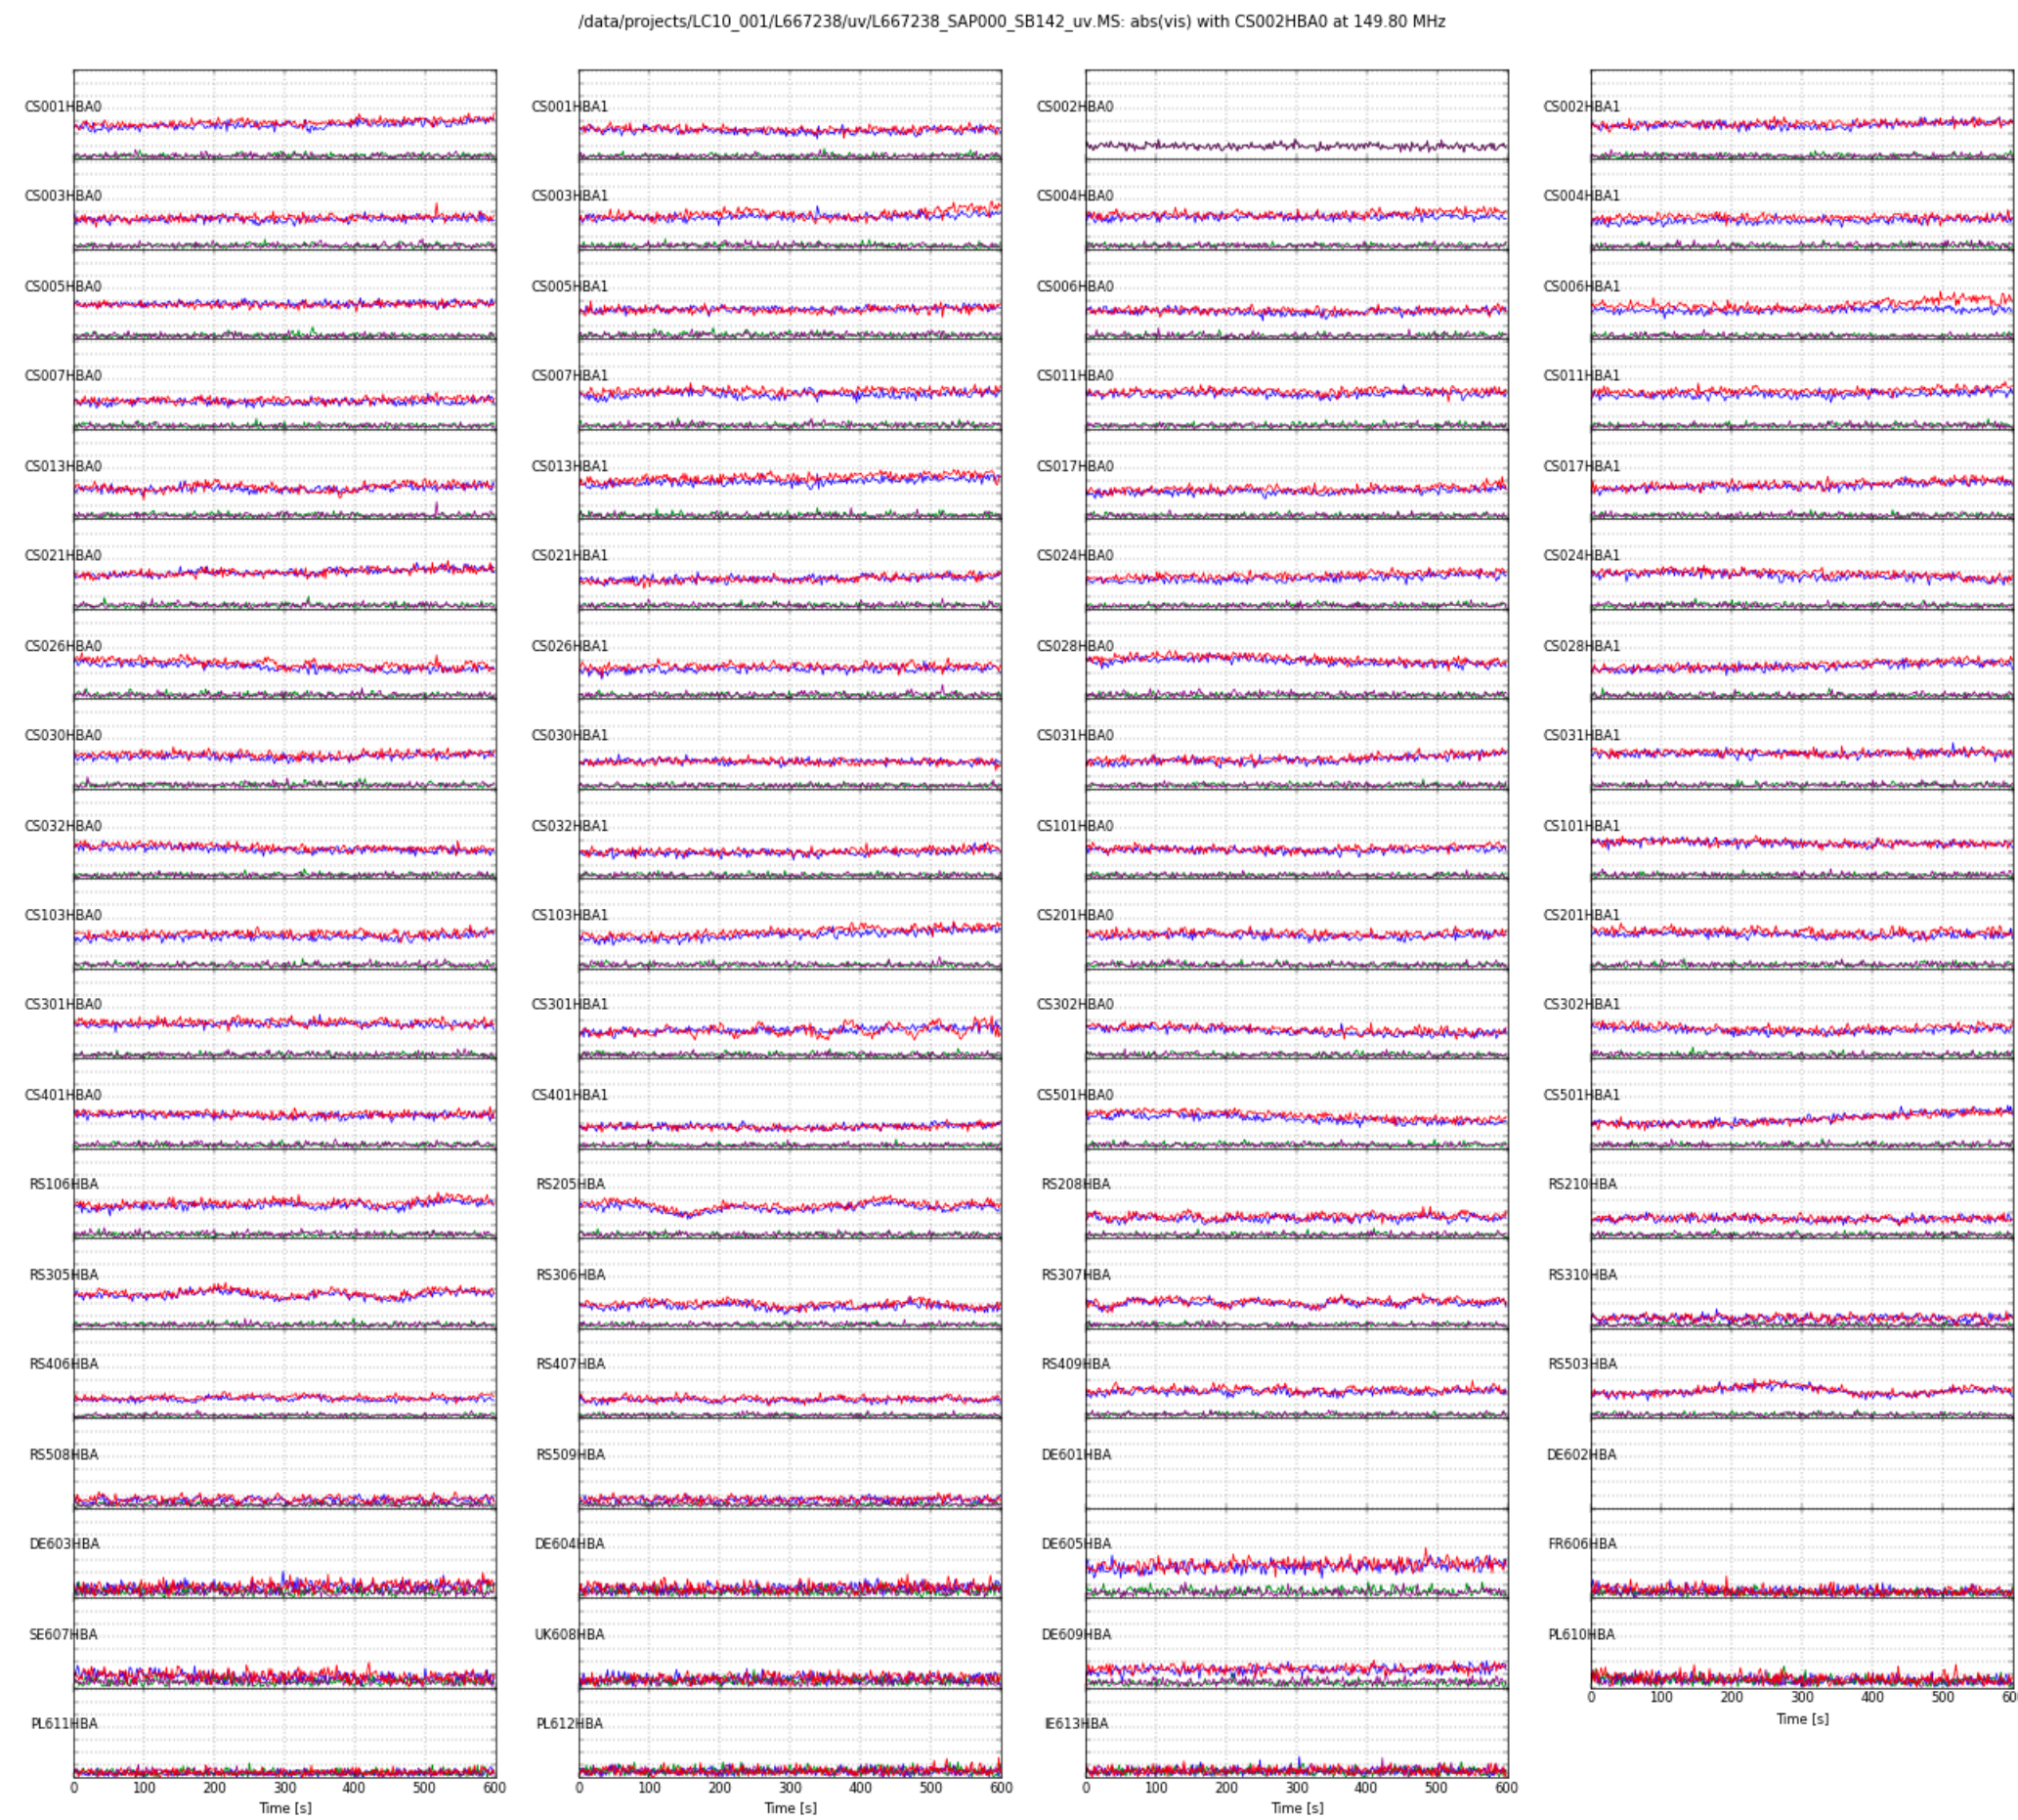 /data/projects/LC10_001/L667238/uv/L667238_SAP000_SB142_uv.MS: abs(vis) with CS002HBA0 at 149.80 MHz
CS001HBA0 CS001HBA1 CS002HBA0 CS002HBA1
CS003HBA0 CS003HBA1 CS004HBA0 CS004HBA1
CS005HBA0 CS005HBA1 CS006HBA0 CS006HBA1
CS007HBA0 CS007HBA1 CS011HBA0 CS011HBA1
CS013HBA0 CS013HBA1 CS017HBA0 CS017HBA1
CS021HBA0 CS021HBA1 CS024HBA0 CS024HBA1
CS026HBA0 CS026HBA1 CS028HBA0 CS028HBA1
CS030HBA0 CS030HBA1 CS031HBA0 CS031HBA1
CS032HBA0 CS032HBA1 CS101HBA0 CS101HBA1
CS103HBA0 CS103HBA1 CS201HBA0 CS201HBA1
CS301HBA0 CS301HBA1 CS302HBA0 CS302HBA1
CS401HBA0 CS401HBA1 CS501HBA0 CS501HBA1
RS106HBA RS205HBA RS208HBA RS210HBA
RS305HBA RS306HBA RS307HBA RS310HBA
RS406HBA RS407HBA RS409HBA RS503HBA
RS508HBA RS509HBA DE601HBA DE602HBA
DE603HBA DE604HBA DE605HBA FR606HBA
SE607HBA UK608HBA DE609HBA PL610HBA
0 100 200 300 400 500 60
Time [s]
PL611HBA PL612HBA IE613HBA
0 100 200 300 400 500 600 0 100 200 300 400 500 600 0 100 200 300 400 500 600
Time [s] Time [s] Time [s]